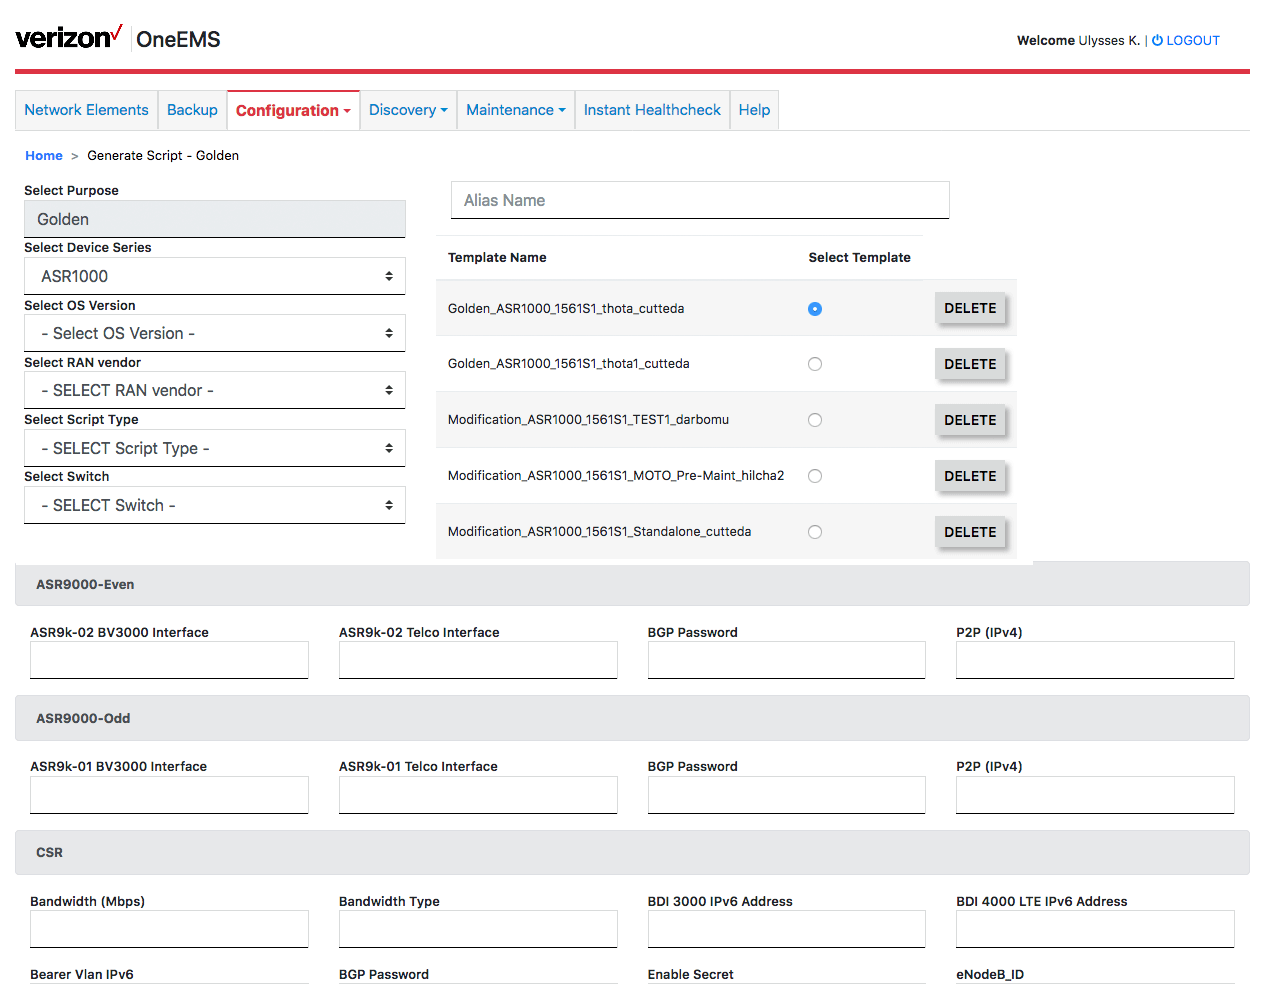 verizon OneEMS
Welcome Ulysses K. | LOGOUT
Network Elements Backup Configuration Discovery Maintenance Instant Healthcheck Help
Home > Generate Script - Golden
Select Purpose
Golden
Select Device Series
ASR1000
Select OS Version
- Select OS Version -
Select RAN vendor
- SELECT RAN vendor -
Select Script Type
- SELECT Script Type -
Select Switch
- SELECT Switch -
Alias Name
Template Name Select Template
Golden_ASR1000_1561S1_thota_cutteda DELETE
Golden_ASR1000_1561S1_thota1_cutteda DELETE
Modification_ASR1000_1561S1_TEST1_darbomu DELETE
Modification_ASR1000_1561S1_MOTO_Pre-Maint_hilcha2 DELETE
Modification_ASR1000_1561S1_Standalone_cutteda DELETE
ASR9000-Even
ASR9k-02 BV3000 Interface ASR9k-02 Telco Interface BGP Password P2P (IPv4)
ASR9000-Odd
ASR9k-01 BV3000 Interface ASR9k-01 Telco Interface BGP Password P2P (IPv4)
CSR
Bandwidth (Mbps) Bandwidth Type BDI 3000 IPv6 Address BDI 4000 LTE IPv6 Address
Bearer Vlan IPv6 BGP Password Enable Secret eNodeB_ID